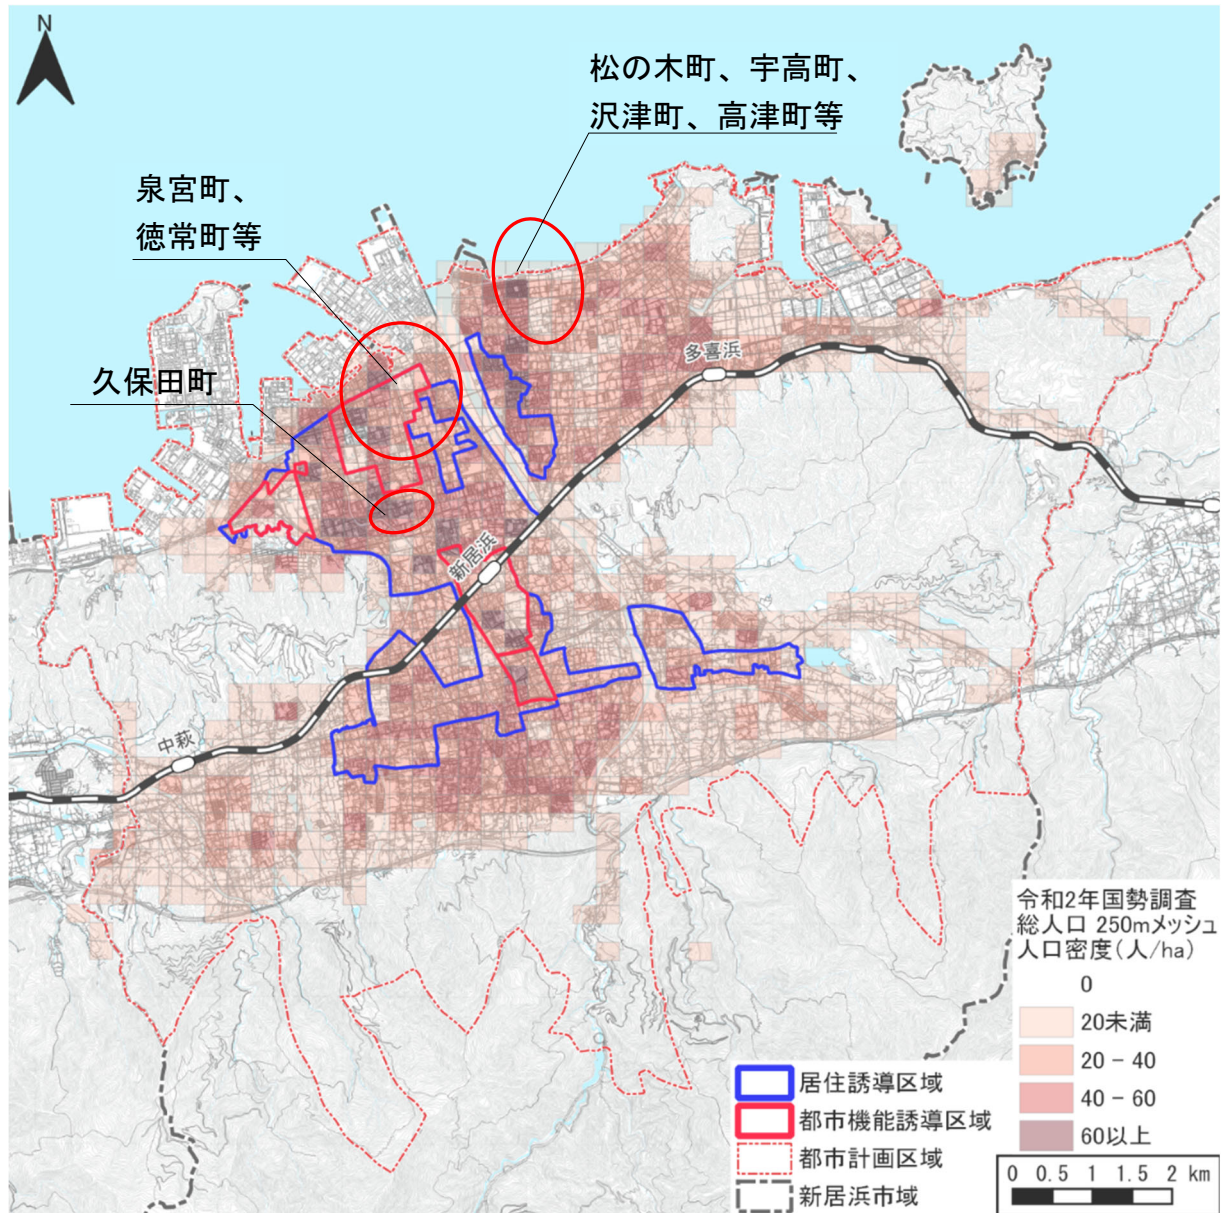 N
松の木町、宇高町、
沢津町、高津町等
泉宮町、
徳常町等
久保田町
多喜浜
新居浜
中萩
令和2年国勢調査
総人口 250mメッシュ
人口密度(人/ha)
0
20未満
20 - 40
40 - 60
60以上
居住誘導区域
都市機能誘導区域
都市計画区域
新居浜市域
0 0.5 1 1.5 2 km